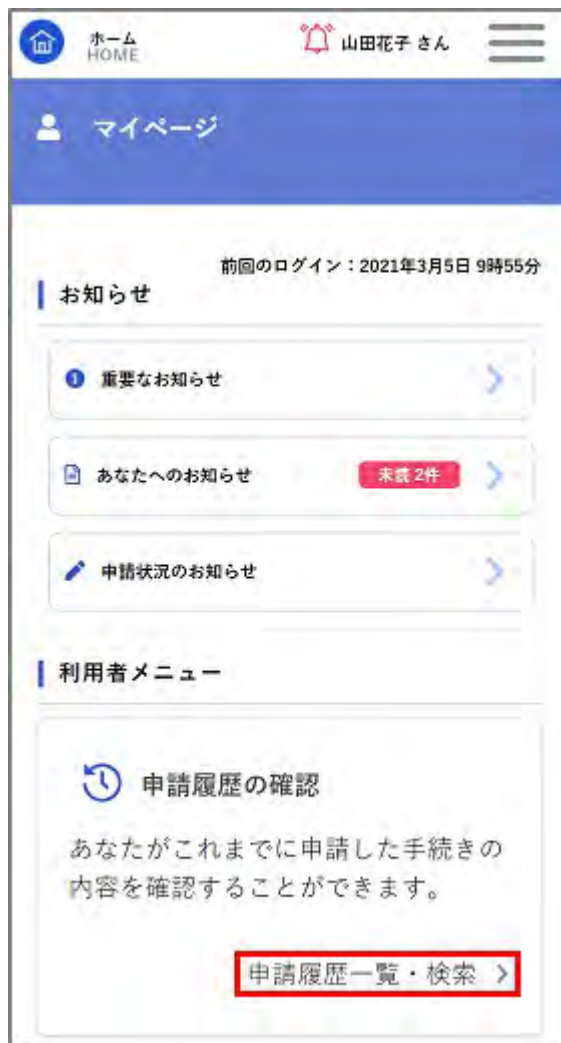 ホーム
HOME
山田花子 さん
マイページ
前回のログイン：2021年3月5日 9時55分
お知らせ
重要なお知らせ
あなたへのお知らせ 未読 2件
申請状況のお知らせ
利用者メニュー
申請履歴の確認
あなたがこれまでに申請した手続きの
内容を確認することができます。
申請履歴一覧・検索